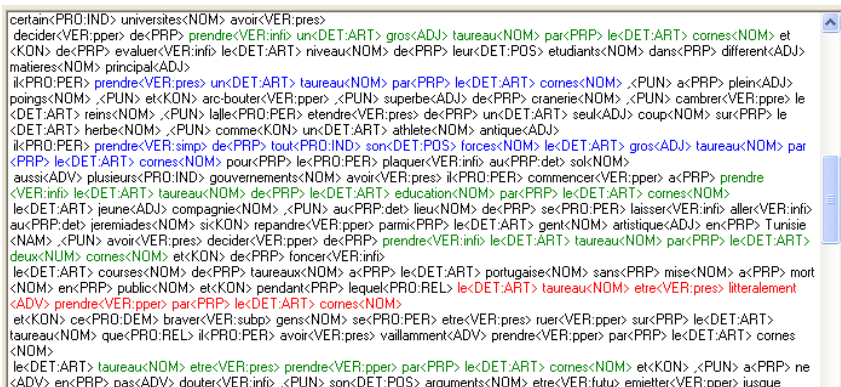 certain<PRO:IND> universites<NOM> avoir<VER:pres>
decider<VER:pper> de<PRP> prendre<VER:infi> un<DET:ART> gros<ADJ> taureau<NOM> par<PRP> le<DET:ART> cornes<NOM> et
<KON> de<PRP> evaluer<VER:infi> le<DET:ART> niveau<NOM> de<PRP> leur<DET:POS> etudiants<NOM> dans<PRP> different<ADJ>
matieres<NOM> principal<ADJ>
il<PRO:PER> prendre<VER:pres> un<DET:ART> taureau<NOM> par<PRP> le<DET:ART> cornes<NOM> ,<PUN> a<PRP> plein<ADJ>
poings<NOM> ,<PUN> et<KON> arc-bouter<VER:pper> ,<PUN> superbe<ADJ> de<PRP> cranerie<NOM> ,<PUN> cambrer<VER:ppre> le
<DET:ART> reins<NOM> ,<PUN> lalle<PRO:PER> etendre<VER:pres> de<PRP> un<DET:ART> seul<ADJ> coup<NOM> sur<PRP> le
<DET:ART> herbe<NOM> ,<PUN> comme<KON> un<DET:ART> athlete<NOM> antique<ADJ>
il<PRO:PER> prendre<VER:simp> de<PRP> tout<PRO:IND> son<DET:POS> forces<NOM> le<DET:ART> gros<ADJ> taureau<NOM> par
<PRP> le<DET:ART> cornes<NOM> pour<PRP> le<PRO:PER> plaquer<VER:infi> au<PRP:det> sol<NOM>
aussi<ADV> plusieurs<PRO:IND> gouvernements<NOM> avoir<VER:pres> il<PRO:PER> commencer<VER:pper> a<PRP> prendre
<VER:infi> le<DET:ART> taureau<NOM> de<PRP> le<DET:ART> education<NOM> par<PRP> le<DET:ART> cornes<NOM>
le<DET:ART> jeune<ADJ> compagnie<NOM> ,<PUN> au<PRP:det> lieu<NOM> de<PRP> se<PRO:PER> laisser<VER:infi> aller<VER:infi>
au<PRP:det> jeremiades<NOM> si<KON> repandre<VER:pper> parmi<PRP> le<DET:ART> gent<NOM> artistique<ADJ> en<PRP> Tunisie
<NAM> ,<PUN> avoir<VER:pres> decider<VER:pper> de<PRP> prendre<VER:infi> le<DET:ART> taureau<NOM> par<PRP> le<DET:ART>
deux<NUM> cornes<NOM> et<KON> de<PRP> foncer<VER:infi>
le<DET:ART> courses<NOM> de<PRP> taureaux<NOM> a<PRP> le<DET:ART> portugaise<NOM> sans<PRP> mise<NOM> a<PRP> mort
<NOM> en<PRP> public<NOM> et<KON> pendant<PRP> lequel<PRO:REL> le<DET:ART> taureau<NOM> etre<VER:pres> litteralement
<ADV> prendre<VER:pper> par<PRP> le<DET:ART> cornes<NOM>
et<KON> ce<PRO:DEM> braver<VER:subp> gens<NOM> se<PRO:PER> etre<VER:pres> ruer<VER:pper> sur<PRP> le<DET:ART>
taureau<NOM> que<PRO:REL> il<PRO:PER> avoir<VER:pres> vaillamment<ADV> prendre<VER:pper> par<PRP> le<DET:ART> cornes
<NOM>
le<DET:ART> taureau<NOM> etre<VER:pres> prendre<VER:pper> par<PRP> le<DET:ART> cornes<NOM> et<KON> ,<PUN> a<PRP> ne
<ADV> en<PRP> pas<ADV> douter<VER:infi> ,<PUN> son<DET:POS> arguments<NOM> etre<VER:futu> emietter<VER:pper> jusque